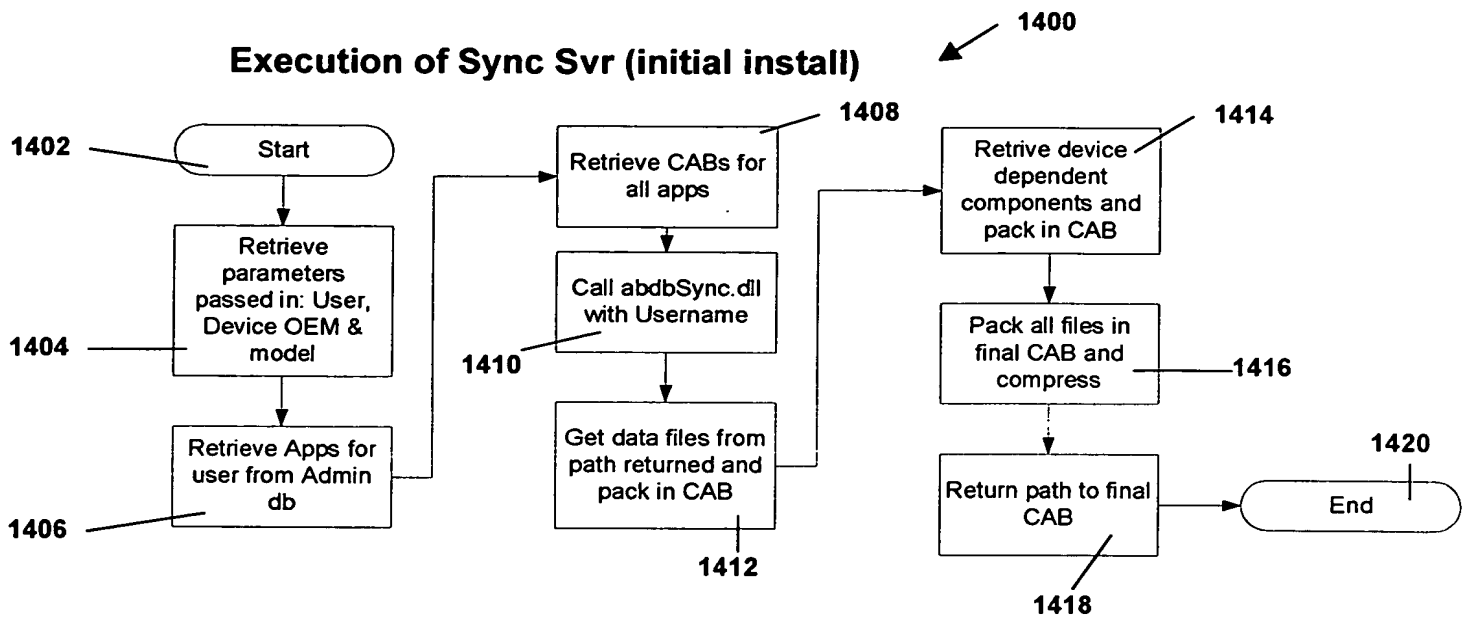 1400
Execution of Sync Svr (initial install)
1402
Start
1404
Retrieve
parameters
passed in: User,
Device OEM &
model
1406
Retrieve Apps for
user from Admin
db
1408
Retrieve CABs for
all apps
Call abdbSync.dll
with Username
1410
Get data files from
path returned and
pack in CAB
1412
1414
Retrive device
dependent
components and
pack in CAB
Pack all files in
final CAB and
compress
1416
Return path to final
CAB
1418
1420
End